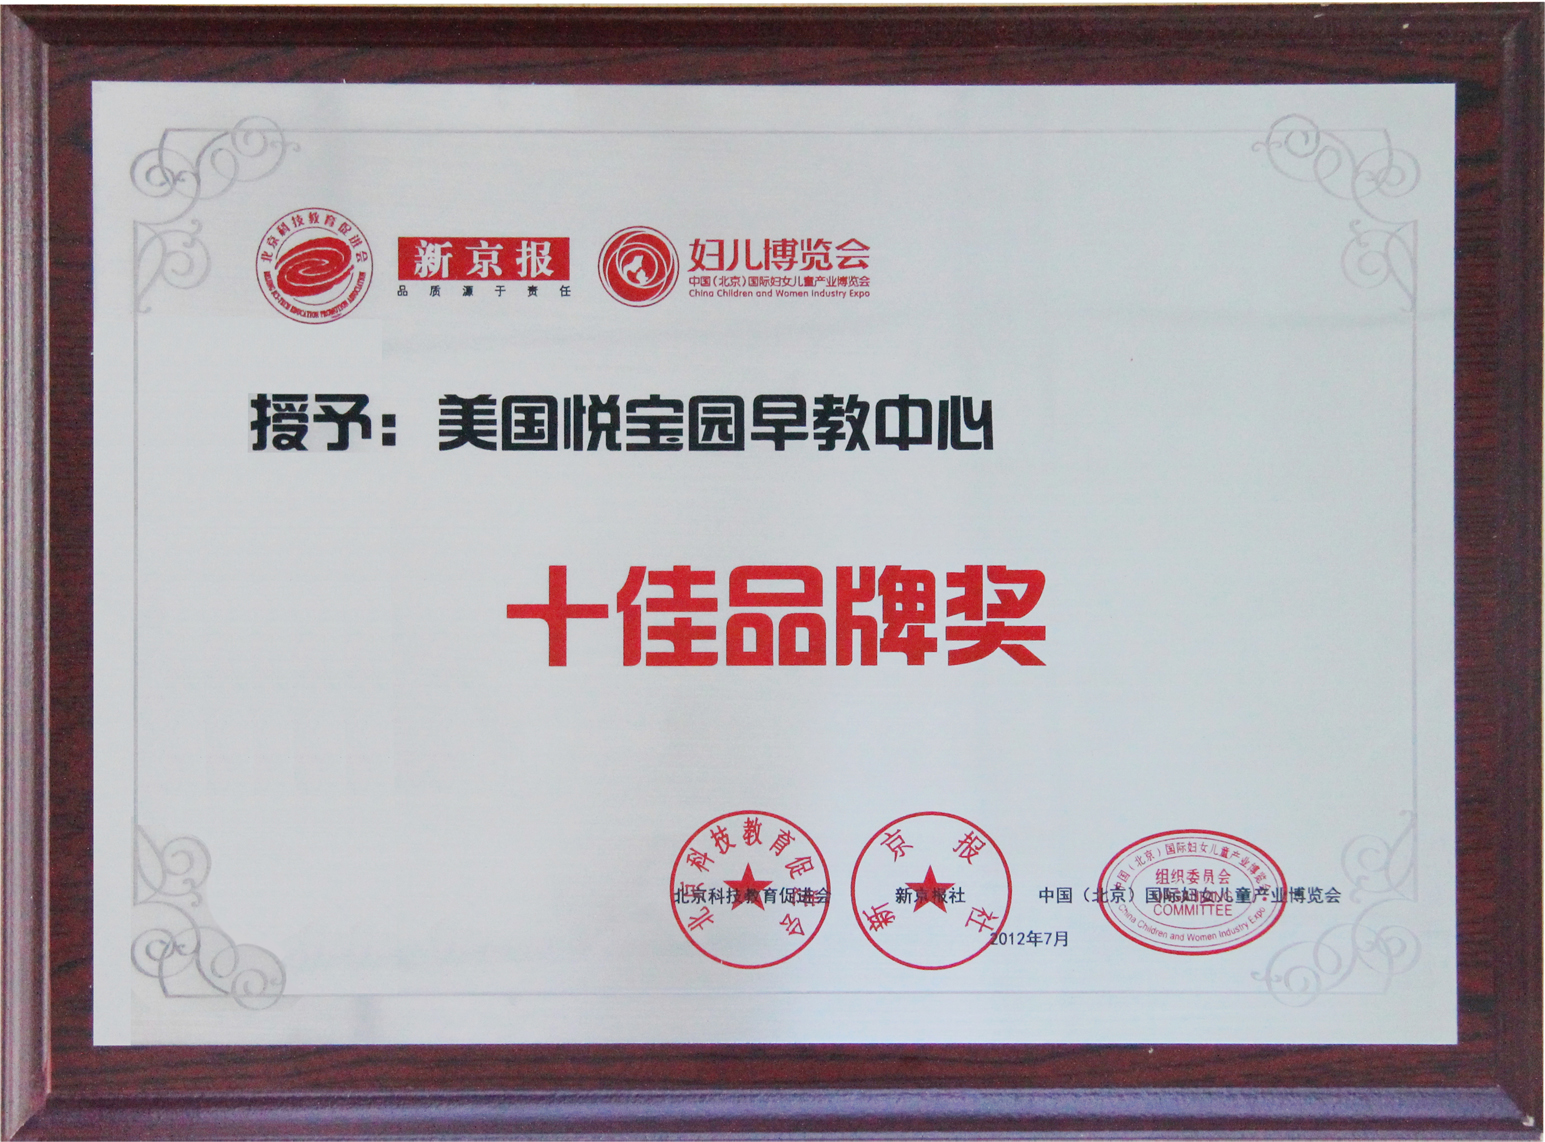 北京科技教育促进会
BEIJING SCI-TECH EDUCATION PROMOTION ASSOCIATION
新京报
品质源于责任
妇儿博览会
中国(北京)国际妇女儿童产业博览会
China Children and Women Industry Expo
授予：美国悦宝园早教中心
十佳品牌奖
北京科技教育促进会
新京报社
中国(北京)国际妇女儿童产业博览会
组织委员会
COMMITTEE
China Children and Women Industry Expo
北京科技教育促进会
新京报社
中国（北京）国际妇女儿童产业博览会
2012年7月